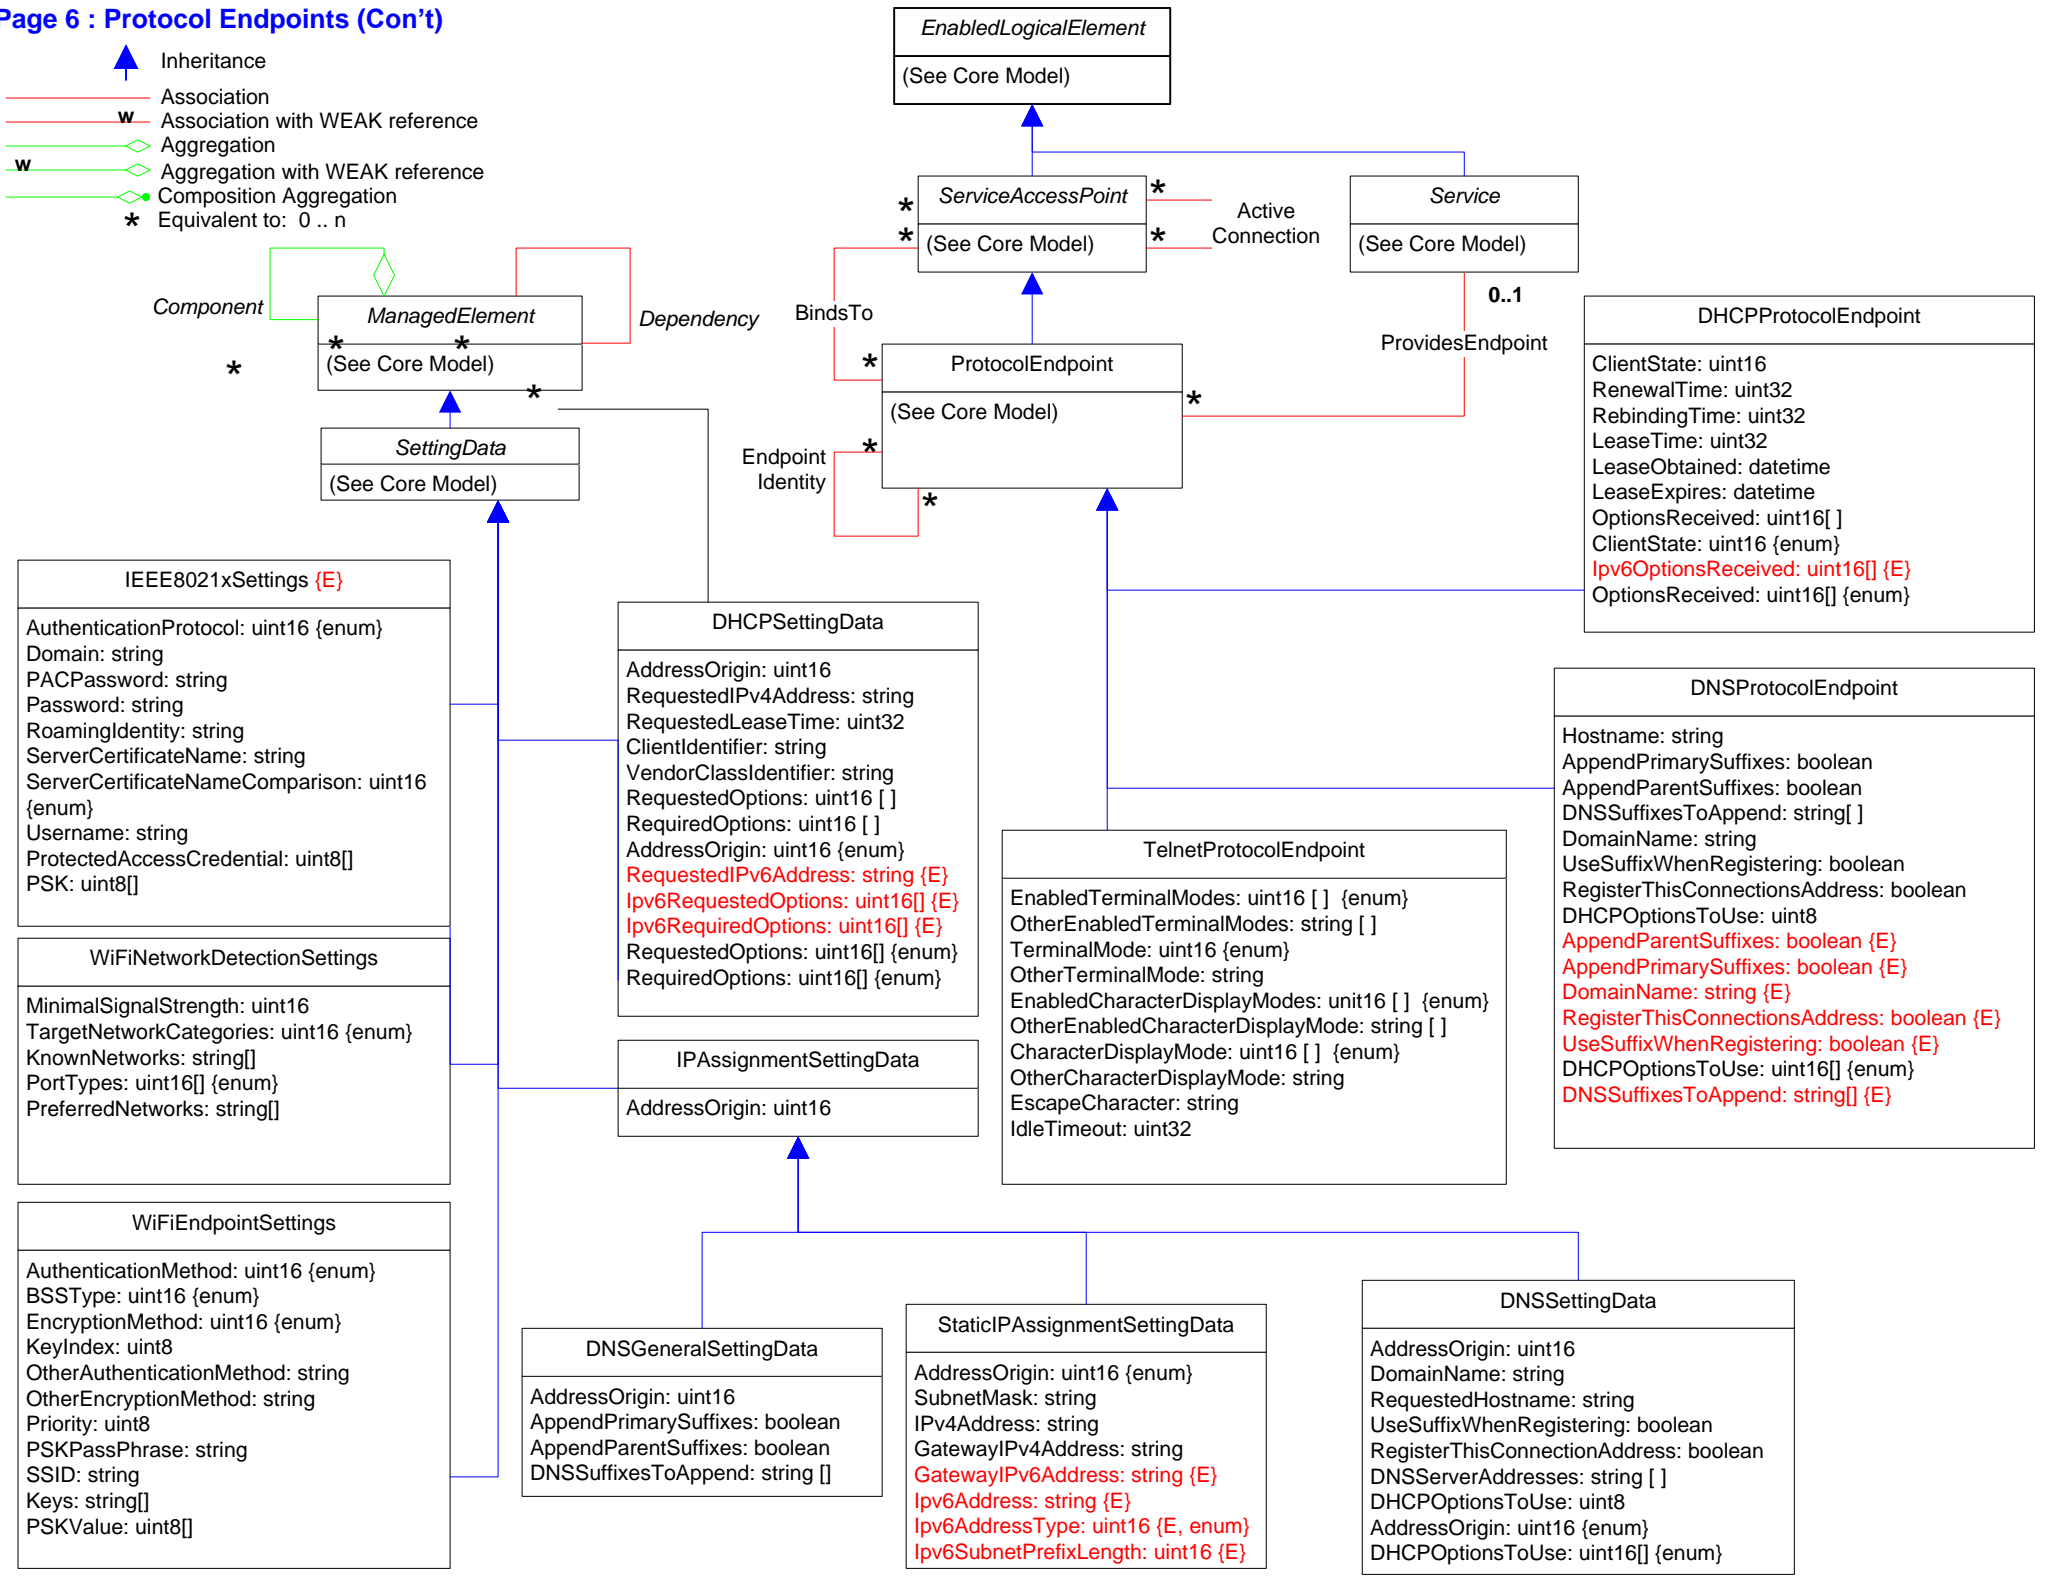 Page 6 : Protocol Endpoints (Con't)
Inheritance
Association
w
Association with WEAK reference
Aggregation
w
Aggregation with WEAK reference
Composition Aggregation
* Equivalent to: 0 .. n
EnabledLogicalElement
(See Core Model)
ServiceAccessPoint
(See Core Model)
*
*
*
*
Active
Connection
Service
(See Core Model)
0..1
ProvidesEndpoint
*
BindsTo
*
ProtocolEndpoint
(See Core Model)
*
Endpoint
Identity
*
Component
ManagedElement
* *
(See Core Model)
Dependency
*
*
SettingData
(See Core Model)
DHCPProtocolEndpoint
ClientState: uint16
RenewalTime: uint32
RebindingTime: uint32
LeaseTime: uint32
LeaseObtained: datetime
LeaseExpires: datetime
OptionsReceived: uint16[ ]
ClientState: uint16 {enum}
Ipv6OptionsReceived: uint16[] {E}
OptionsReceived: uint16[] {enum}
IEEE8021xSettings {E}
AuthenticationProtocol: uint16 {enum}
Domain: string
PACPassword: string
Password: string
RoamingIdentity: string
ServerCertificateName: string
ServerCertificateNameComparison: uint16
{enum}
Username: string
ProtectedAccessCredential: uint8[]
PSK: uint8[]
DHCPSettingData
AddressOrigin: uint16
RequestedIPv4Address: string
RequestedLeaseTime: uint32
ClientIdentifier: string
VendorClassIdentifier: string
RequestedOptions: uint16 [ ]
RequiredOptions: uint16 [ ]
AddressOrigin: uint16 {enum}
RequestedIPv6Address: string {E}
Ipv6RequestedOptions: uint16[] {E}
Ipv6RequiredOptions: uint16[] {E}
RequestedOptions: uint16[] {enum}
RequiredOptions: uint16[] {enum}
DNSProtocolEndpoint
Hostname: string
AppendPrimarySuffixes: boolean
AppendParentSuffixes: boolean
DNSSuffixesToAppend: string[ ]
DomainName: string
UseSuffixWhenRegistering: boolean
RegisterThisConnectionsAddress: boolean
DHCPOptionsToUse: uint8
AppendParentSuffixes: boolean {E}
AppendPrimarySuffixes: boolean {E}
DomainName: string {E}
RegisterThisConnectionsAddress: boolean {E}
UseSuffixWhenRegistering: boolean {E}
DHCPOptionsToUse: uint16[] {enum}
DNSSuffixesToAppend: string[] {E}
TelnetProtocolEndpoint
EnabledTerminalModes: uint16 [ ] {enum}
OtherEnabledTerminalModes: string [ ]
TerminalMode: uint16 {enum}
OtherTerminalMode: string
EnabledCharacterDisplayModes: unit16 [ ] {enum}
OtherEnabledCharacterDisplayMode: string [ ]
CharacterDisplayMode: uint16 [ ] {enum}
OtherCharacterDisplayMode: string
EscapeCharacter: string
IdleTimeout: uint32
WiFiNetworkDetectionSettings
MinimalSignalStrength: uint16
TargetNetworkCategories: uint16 {enum}
KnownNetworks: string[]
PortTypes: uint16[] {enum}
PreferredNetworks: string[]
IPAssignmentSettingData
AddressOrigin: uint16
WiFiEndpointSettings
AuthenticationMethod: uint16 {enum}
BSSType: uint16 {enum}
EncryptionMethod: uint16 {enum}
KeyIndex: uint8
OtherAuthenticationMethod: string
OtherEncryptionMethod: string
Priority: uint8
PSKPassPhrase: string
SSID: string
Keys: string[]
PSKValue: uint8[]
DNSGeneralSettingData
AddressOrigin: uint16
AppendPrimarySuffixes: boolean
AppendParentSuffixes: boolean
DNSSuffixesToAppend: string []
StaticIPAssignmentSettingData
AddressOrigin: uint16 {enum}
SubnetMask: string
IPv4Address: string
GatewayIPv4Address: string
GatewayIPv6Address: string {E}
Ipv6Address: string {E}
Ipv6AddressType: uint16 {E, enum}
Ipv6SubnetPrefixLength: uint16 {E}
DNSSettingData
AddressOrigin: uint16
DomainName: string
RequestedHostname: string
UseSuffixWhenRegistering: boolean
RegisterThisConnectionAddress: boolean
DNSServerAddresses: string [ ]
DHCPOptionsToUse: uint8
AddressOrigin: uint16 {enum}
DHCPOptionsToUse: uint16[] {enum}